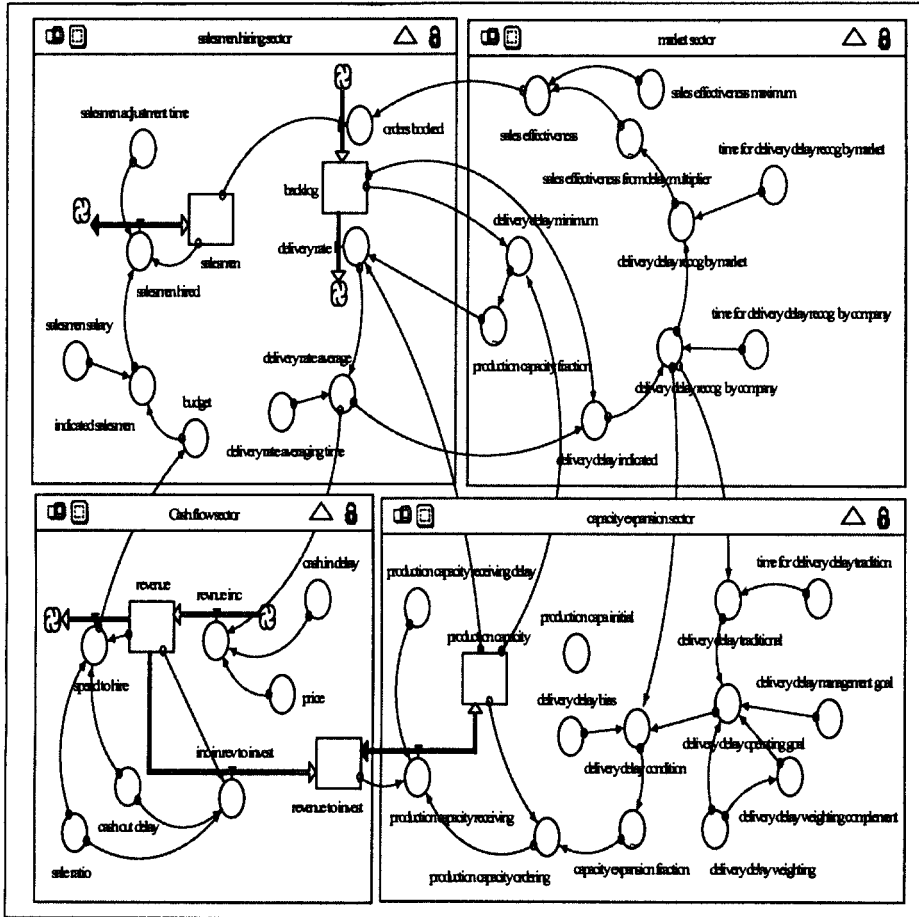 salesmen hiring sector
salesmen adjustment time
orders booked
backlog
salesmen
delivery rate
salesmen hired
salesmen salary
delivery rate average
budget
indicated salesmen
delivery rate averaging time
market sector
sales effectiveness maximum
sales effectiveness
time for delivery delay recog by market
sales effectiveness from delay multiplier
delivery delay minimum
delivery delay recog by market
time for delivery delay recog. by company
production capacity fraction
delivery delay recog. by company
delivery delay indicated
Cash flow sector
cash in delay
revenue
revnue inc
spend to hire
price
inc in rev to invest
revenue to invest
cash out delay
sale ratio
capacity expansion sector
production capacity receiving delay
time for delivery delay tradition
production capa initial
production capacity
delivery delay traditional
delivery delay management goal
delivery delay bias
delivery delay operating goal
delivery delay condition
production capacity receiving
delivery delay weighting complement
production capacity ordering
capacity expansion fraction
delivery delay weighting